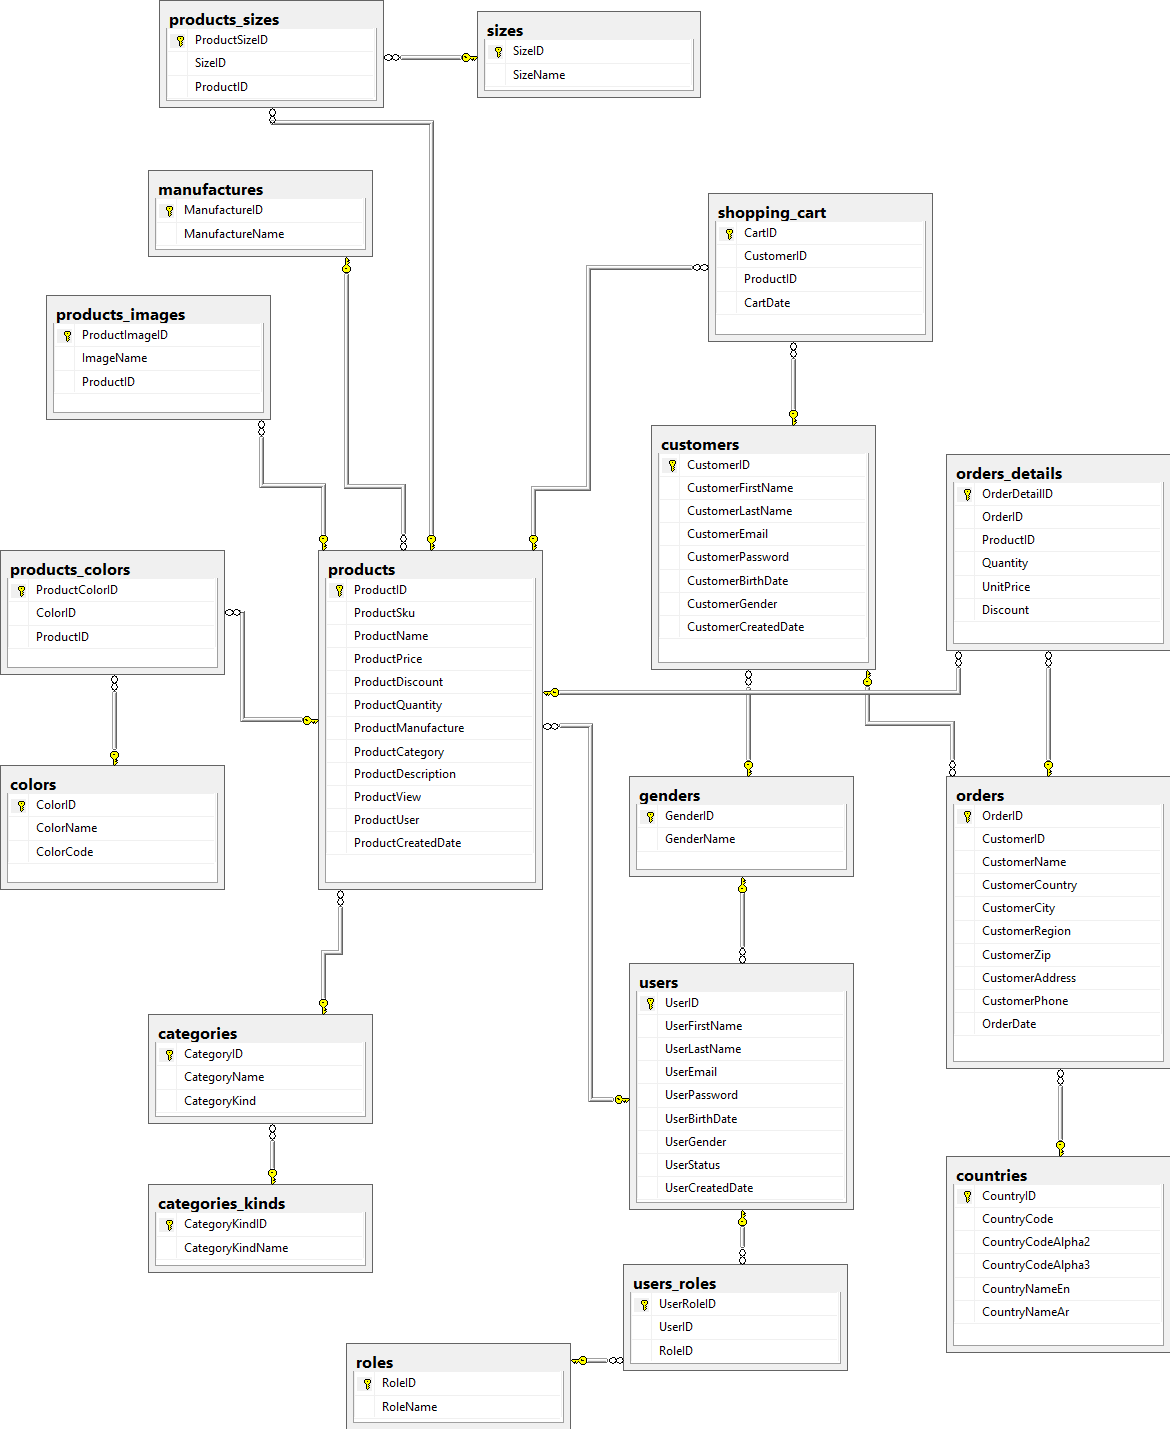 products_sizes
ProductSizeID
SizeID
ProductID
sizes
SizeID
SizeName
manufactures
ManufactureID
ManufactureName
shopping_cart
CartID
CustomerID
ProductID
CartDate
products_images
ProductImageID
ImageName
ProductID
customers
CustomerID
CustomerFirstName
CustomerLastName
CustomerEmail
CustomerPassword
CustomerBirthDate
CustomerGender
CustomerCreatedDate
orders_details
OrderDetailID
OrderID
ProductID
Quantity
UnitPrice
Discount
products_colors
ProductColorID
ColorID
ProductID
products
ProductID
ProductSku
ProductName
ProductPrice
ProductDiscount
ProductQuantity
ProductManufacture
ProductCategory
ProductDescription
ProductView
ProductUser
ProductCreatedDate
colors
ColorID
ColorName
ColorCode
genders
GenderID
GenderName
orders
OrderID
CustomerID
CustomerName
CustomerCountry
CustomerCity
CustomerRegion
CustomerZip
CustomerAddress
CustomerPhone
OrderDate
users
UserID
UserFirstName
UserLastName
UserEmail
UserPassword
UserBirthDate
UserGender
UserStatus
UserCreatedDate
categories
CategoryID
CategoryName
CategoryKind
categories_kinds
CategoryKindID
CategoryKindName
countries
CountryID
CountryCode
CountryCodeAlpha2
CountryCodeAlpha3
CountryNameEn
CountryNameAr
users_roles
UserRoleID
UserID
RoleID
roles
RoleID
RoleName